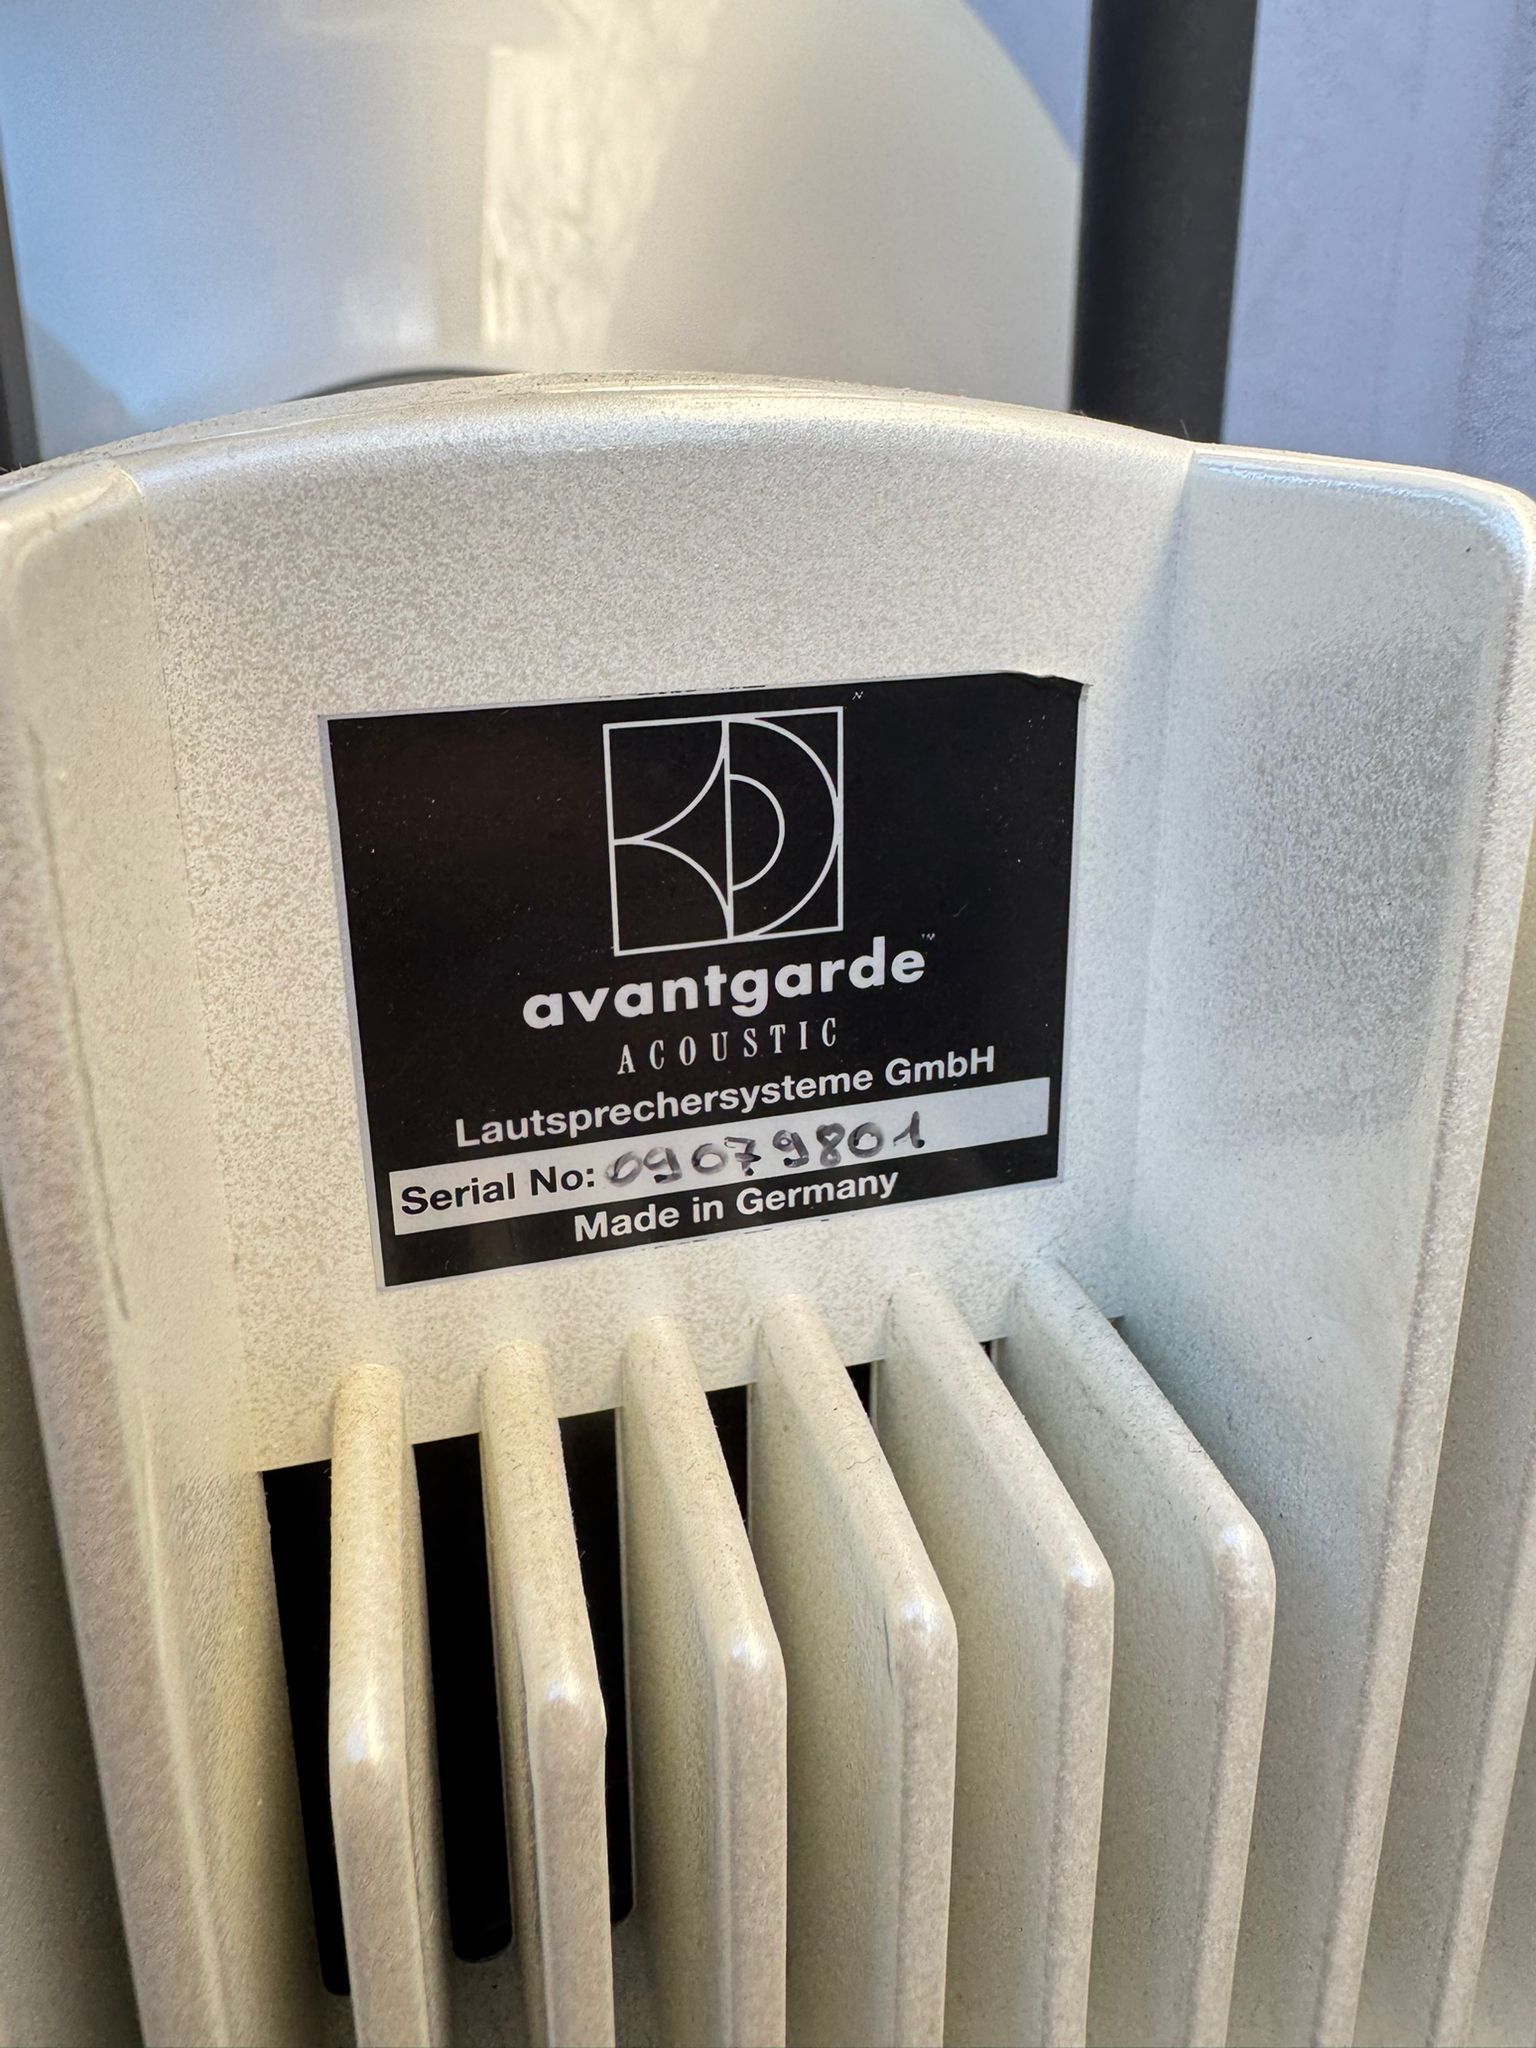 avantgarde™
ACOUSTIC
Lautsprechersysteme GmbH
Serial No: 09079801
Made in Germany